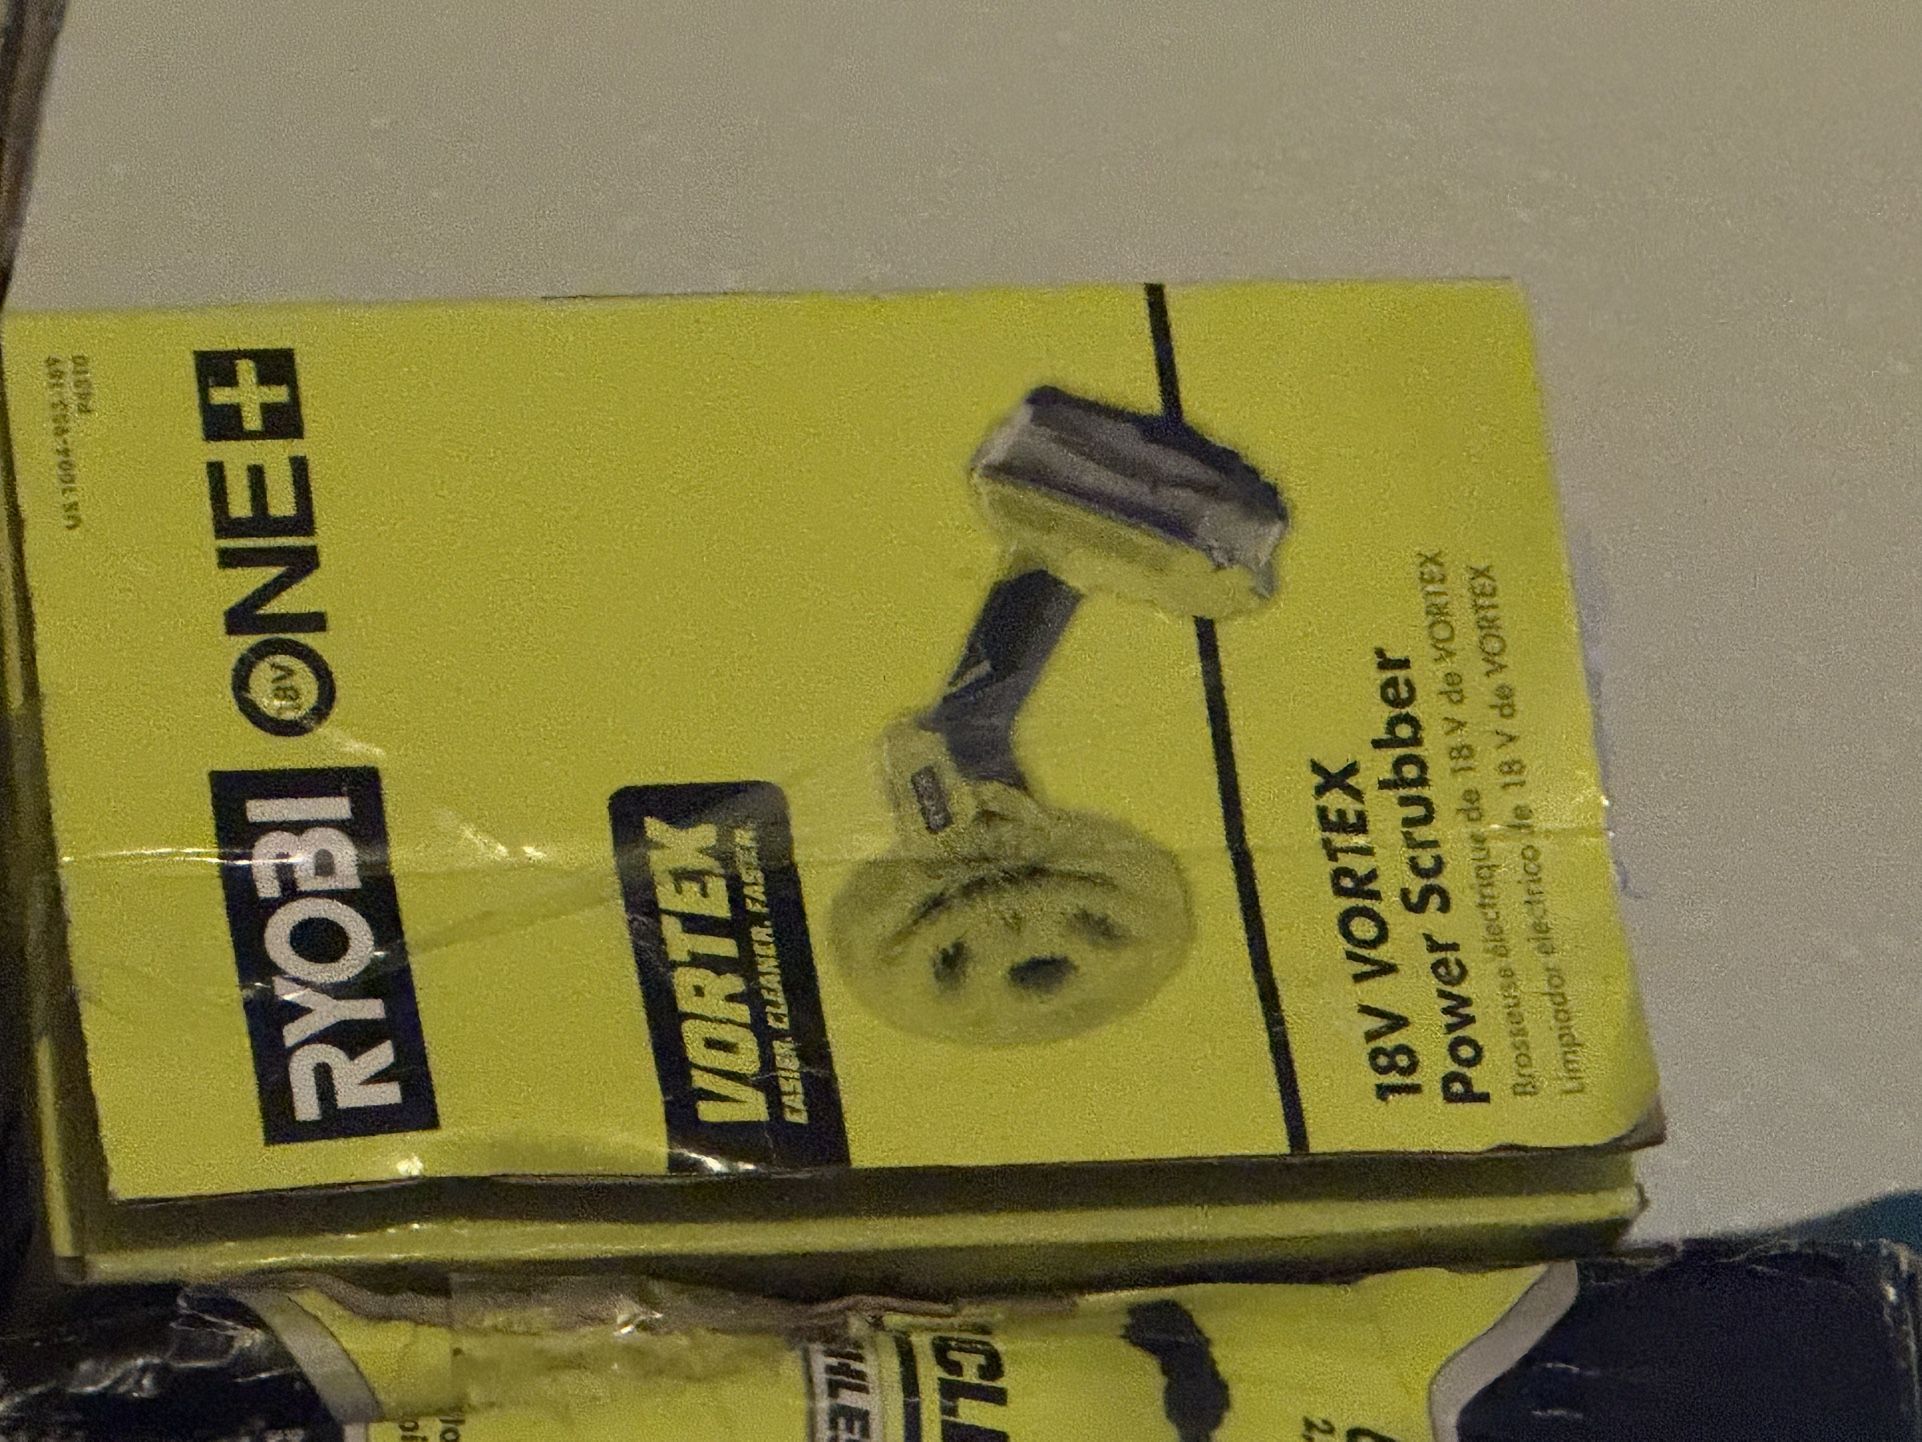 RYOBI 18V ONE+
VORTEX
EASIER CLEANER. FASTER.
18V VORTEX
Power Scrubber
Brosseuse électrique de 18 V de VORTEX
Limpiador eléctrico de 18 V de VORTEX